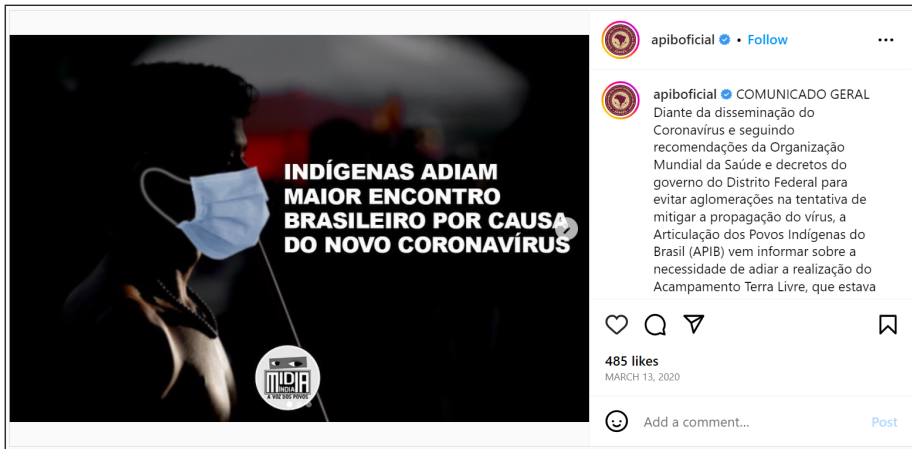 INDÍGENAS ADIAM
MAIOR ENCONTRO
BRASILEIRO POR CAUSA
DO NOVO CORONAVÍRUS
MIDIA
INDIA
A VOZ DOS POVOS
apiboficial • Follow
apiboficial COMUNICADO GERAL
Diante da disseminação do
Coronavírus e seguindo
recomendações da Organização
Mundial da Saúde e decretos do
governo do Distrito Federal para
evitar aglomerações na tentativa de
mitigar a propagação do vírus, a
Articulação dos Povos Indígenas do
Brasil (APIB) vem informar sobre a
necessidade de adiar a realização do
Acampamento Terra Livre, que estava
485 likes
MARCH 13, 2020
Add a comment...
Post